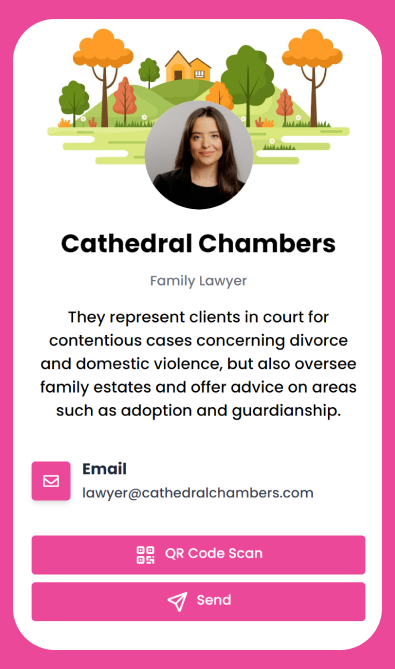 Cathedral Chambers
Family Lawyer
They represent clients in court for
contentious cases concerning divorce
and domestic violence, but also oversee
family estates and offer advice on areas
such as adoption and guardianship.
Email
lawyer@cathedralchambers.com
QR Code Scan
Send